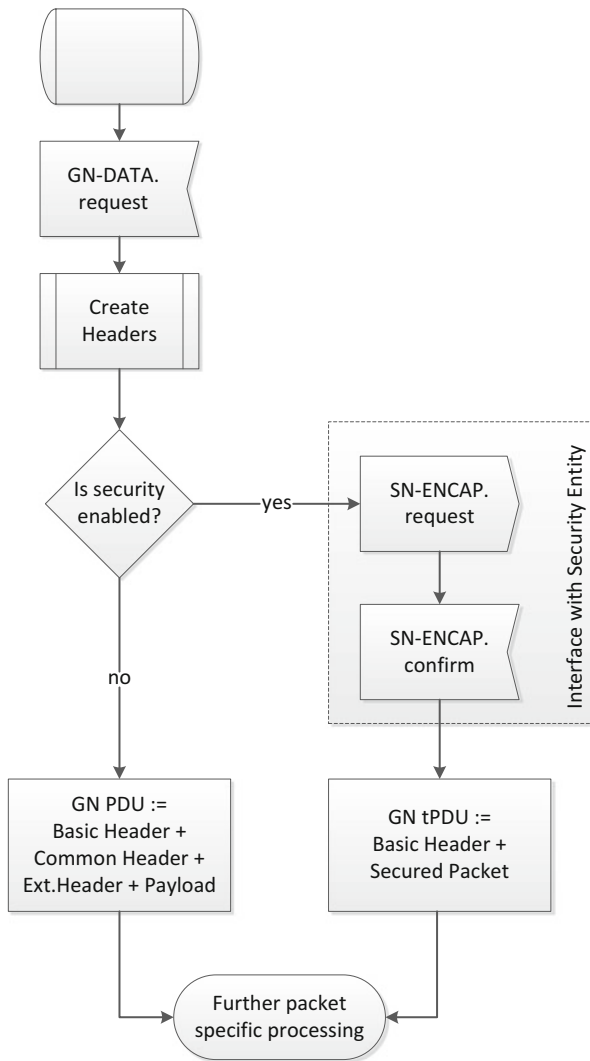 GN-DATA.
request
Create
Headers
Is security
enabled?
yes
no
SN-ENCAP.
request
SN-ENCAP.
confirm
Interface with Security Entity
GN PDU :=
Basic Header +
Common Header +
Ext.Header + Payload
GN tPDU :=
Basic Header +
Secured Packet
Further packet
specific processing